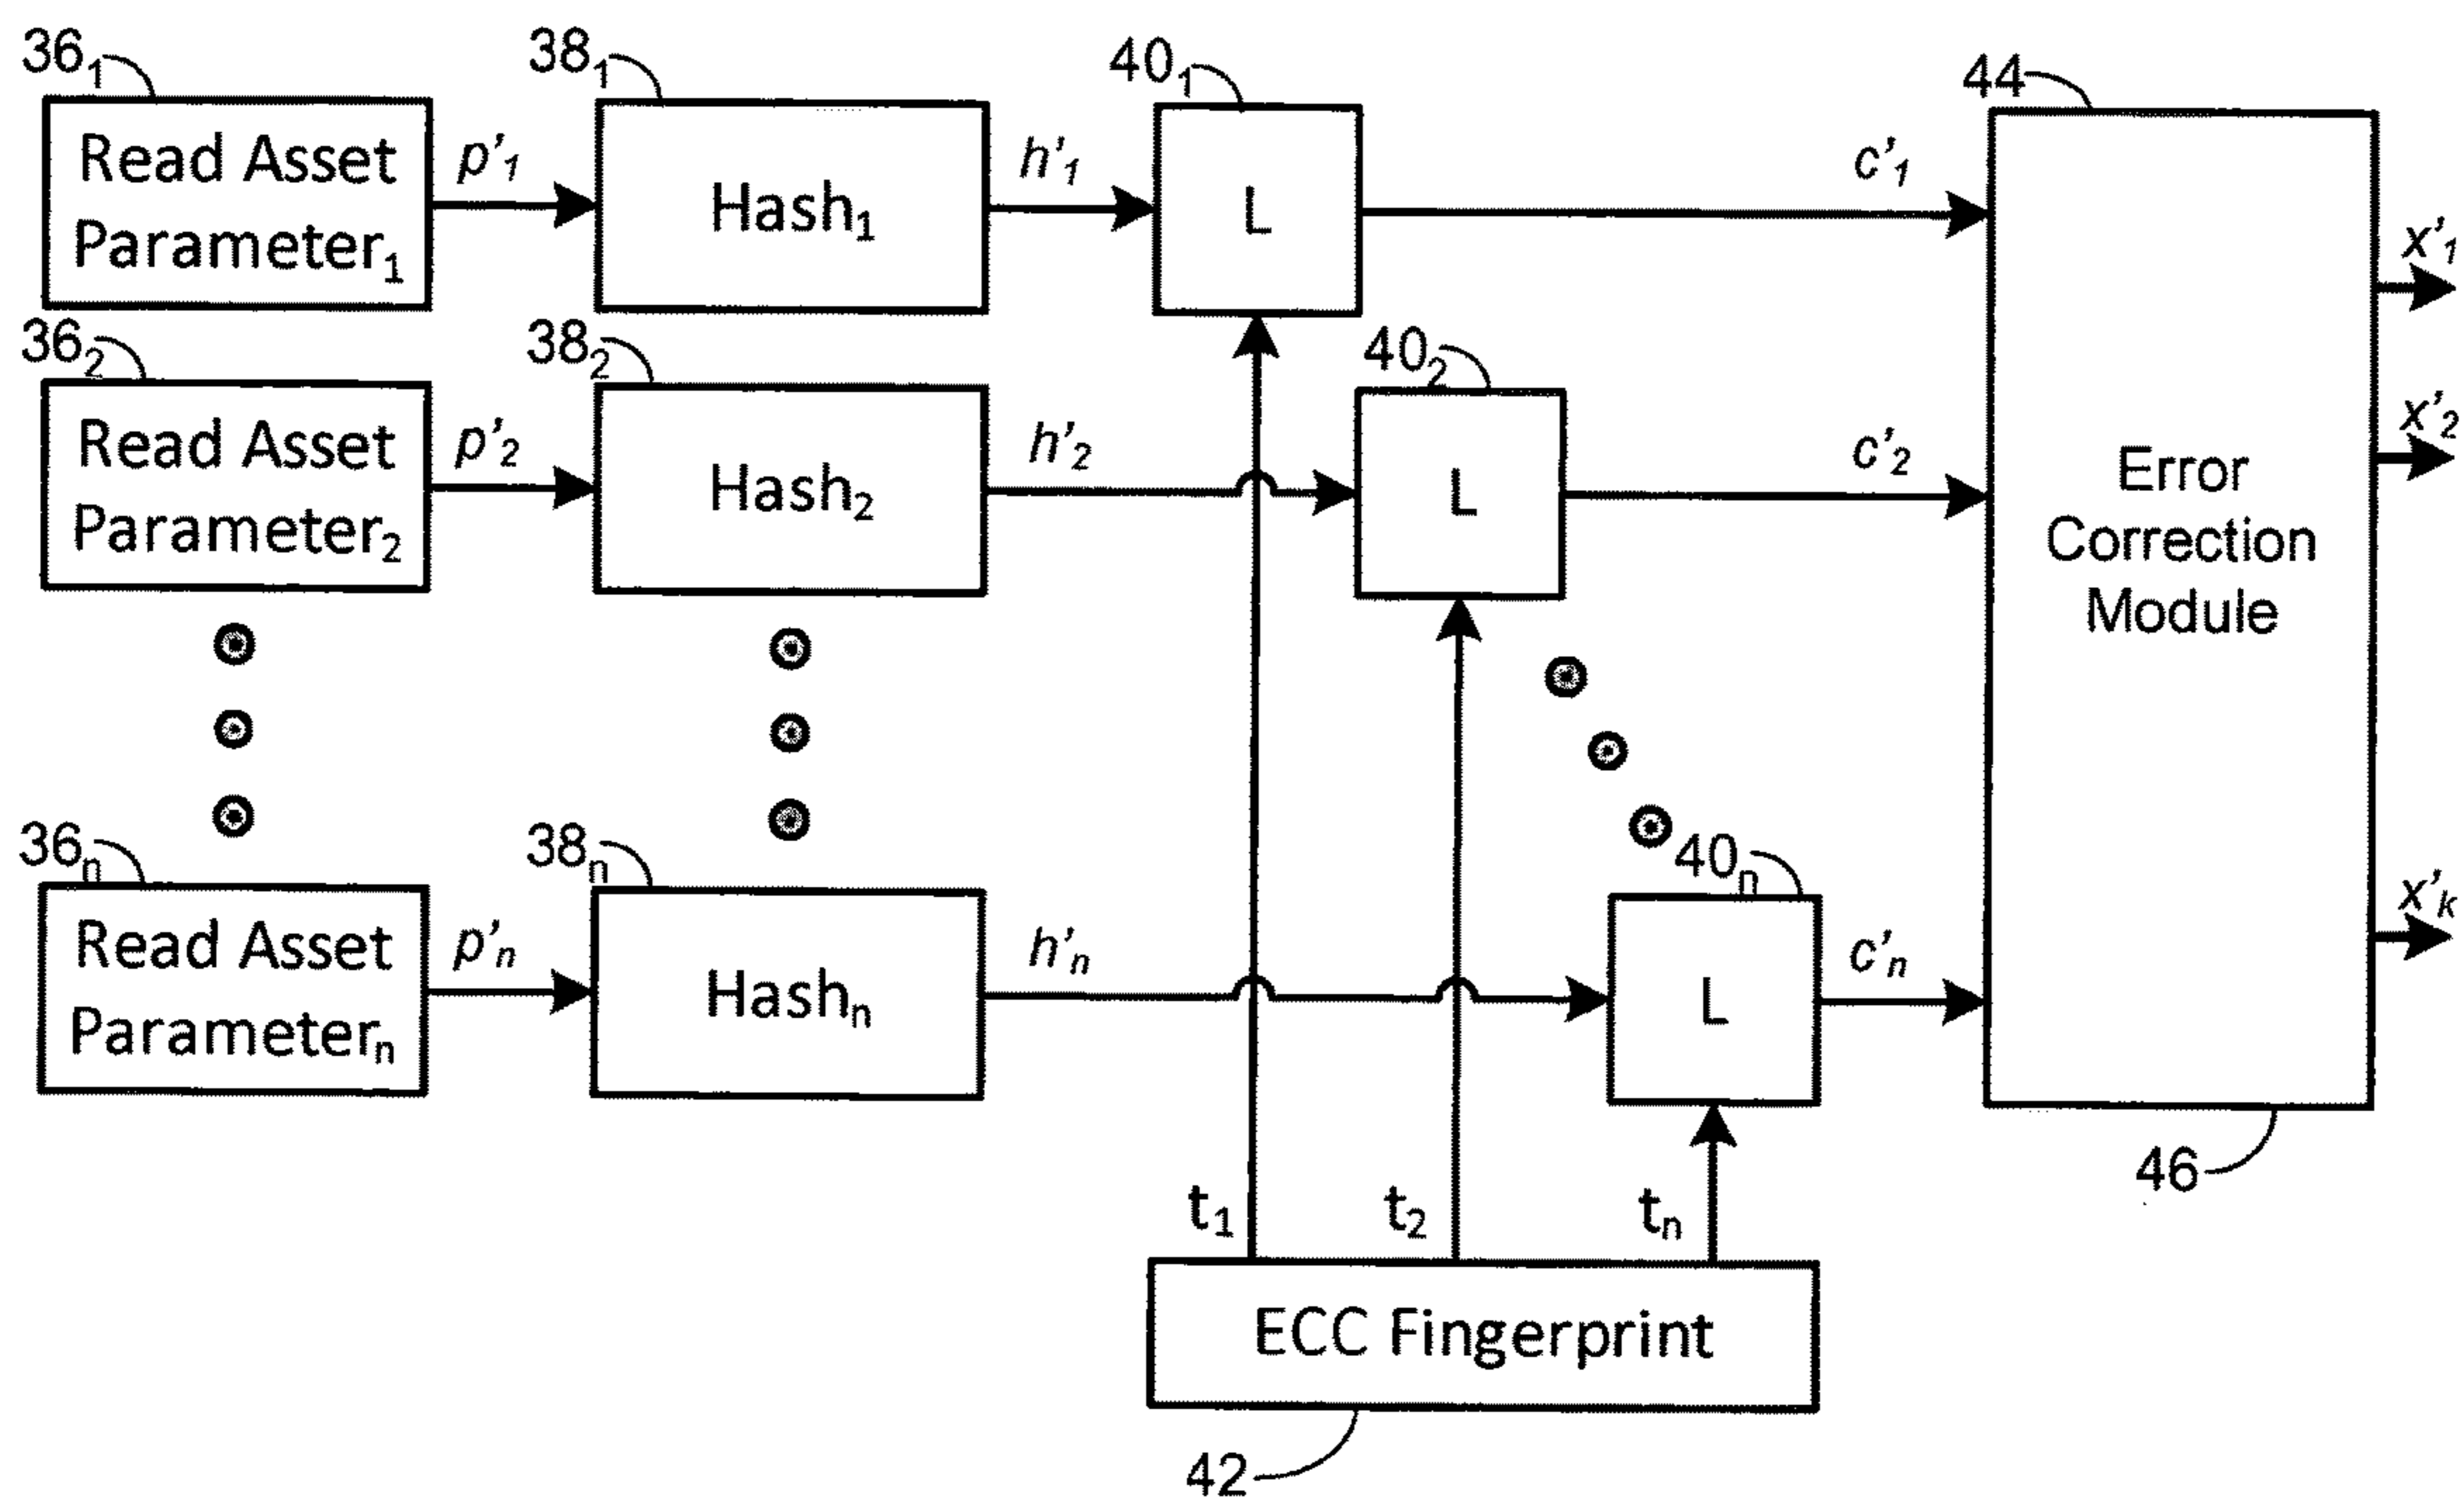 36₁ 38₁ 40₁ 44
Read Asset
Parameter₁
p'₁
Hash₁
h'₁
L
c'₁
x'₁
36₂ 38₂ 40₂
Read Asset
Parameter₂
p'₂
Hash₂
h'₂
L
c'₂
x'₂
Error
Correction
Module
36ₙ 38ₙ 40ₙ
Read Asset
Parameterₙ
p'ₙ
Hashₙ
h'ₙ
L
c'ₙ
x'ₖ
46
t₁ t₂ tₙ
ECC Fingerprint
42